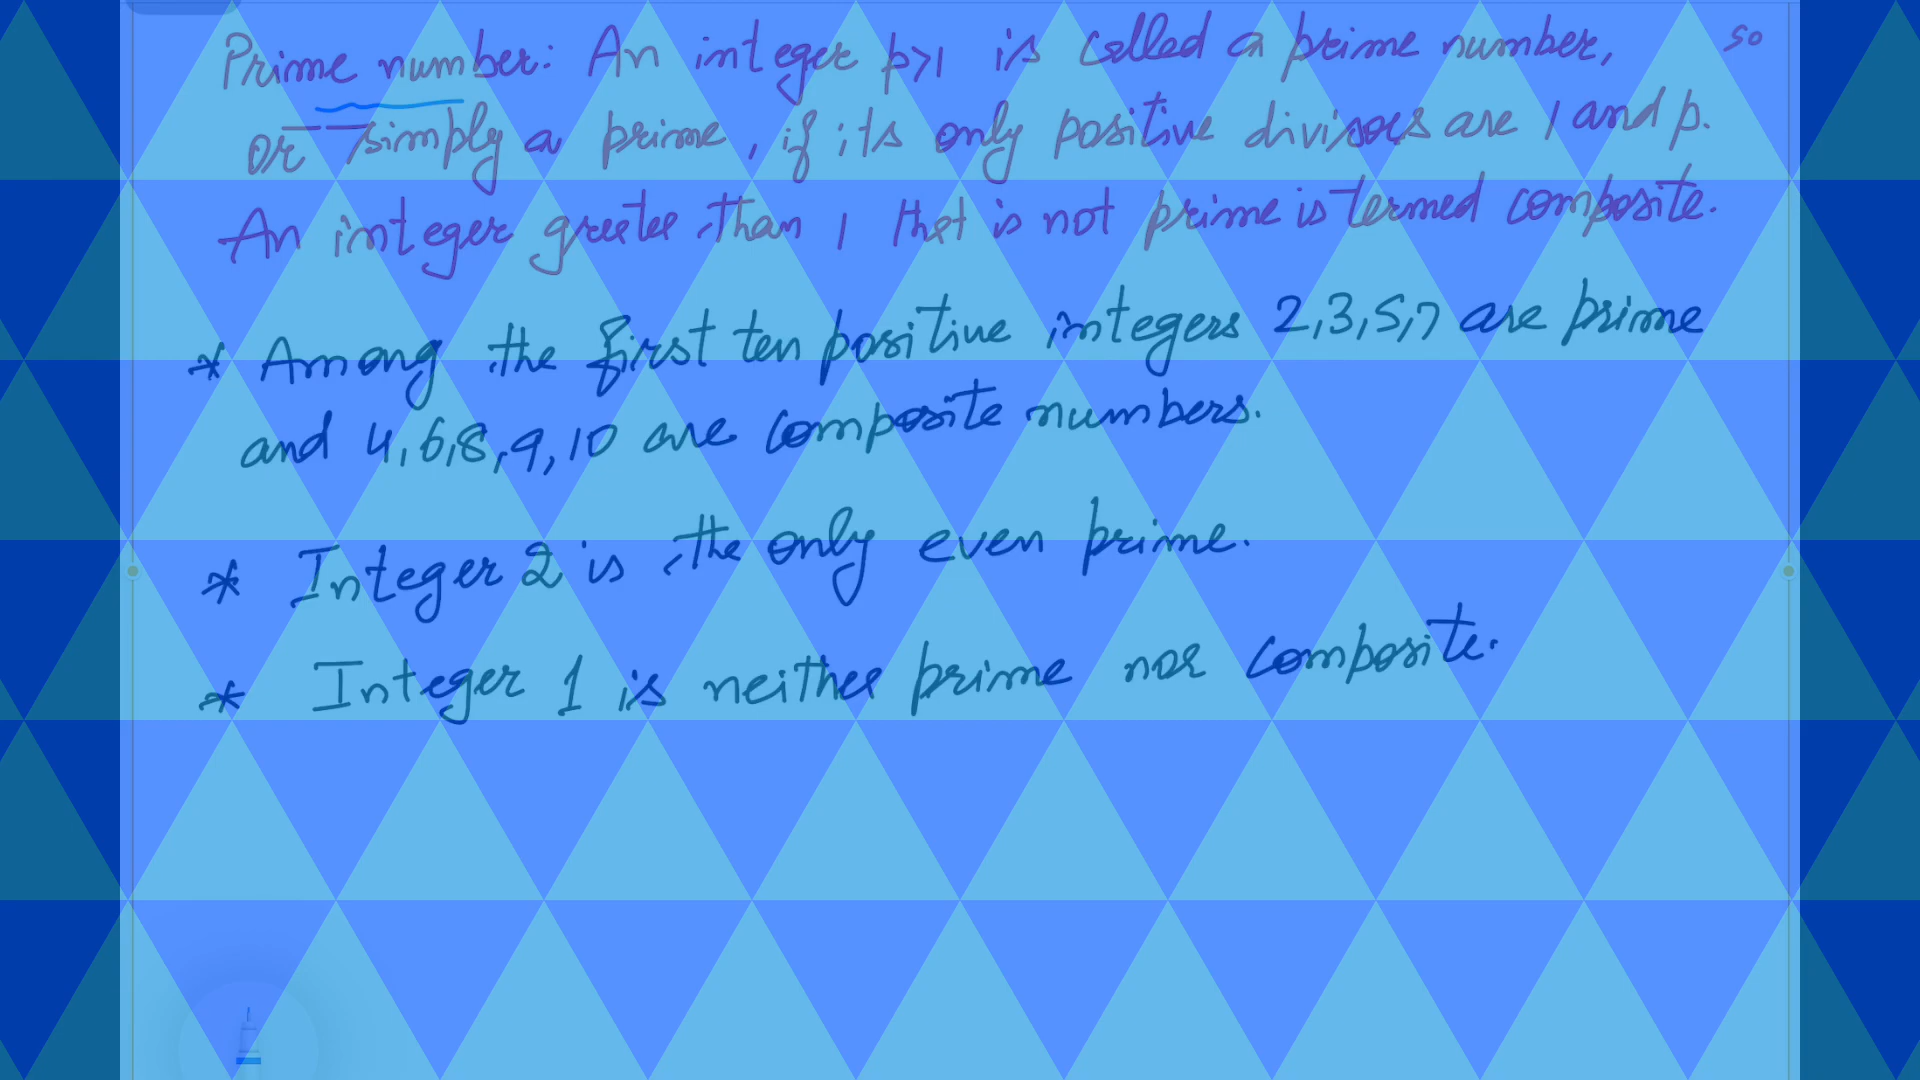 Prime number: An integer p>1 is called a prime number, so
or simply a prime, if its only positive divisors are 1 and p.
An integer greater than 1 that is not prime is termed composite.
* Among the first ten positive integers 2,3,5,7 are prime
and 4,6,8,9,10 are composite numbers.
* Integer 2 is the only even prime.
* Integer 1 is neither prime nor composite.